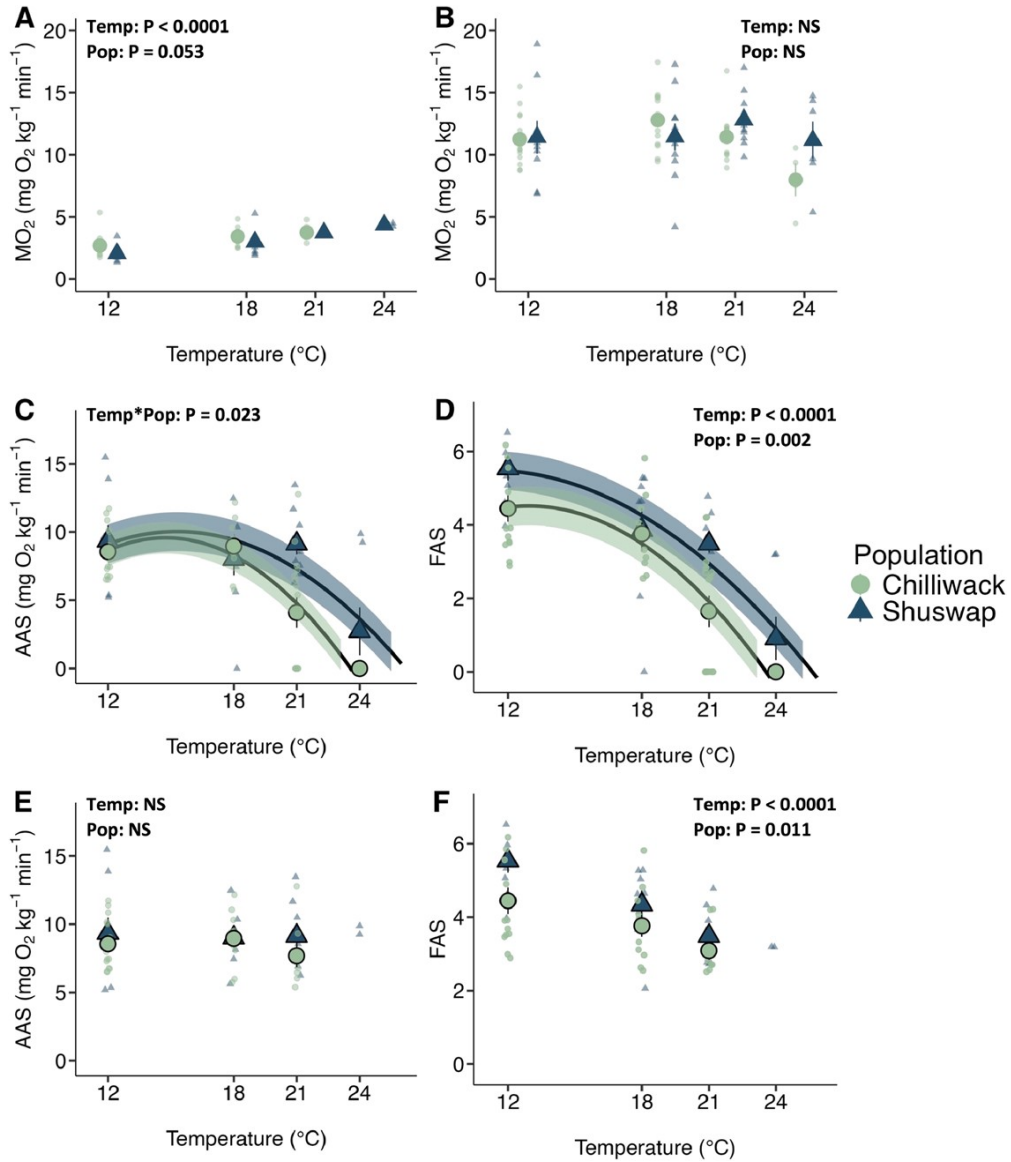 A
Temp: P < 0.0001
Pop: P = 0.053
MO₂ (mg O₂ kg⁻¹ min⁻¹)
20
15
10
5
0
12 18 21 24
Temperature (°C)
B
Temp: NS
Pop: NS
MO₂ (mg O₂ kg⁻¹ min⁻¹)
20
15
10
5
0
12 18 21 24
Temperature (°C)
C
Temp*Pop: P = 0.023
AAS (mg O₂ kg⁻¹ min⁻¹)
15
10
5
0
12 18 21 24
Temperature (°C)
D
Temp: P < 0.0001
Pop: P = 0.002
FAS
6
4
2
0
12 18 21 24
Temperature (°C)
Population
Chilliwack
Shuswap
E
Temp: NS
Pop: NS
AAS (mg O₂ kg⁻¹ min⁻¹)
15
10
5
0
12 18 21 24
Temperature (°C)
F
Temp: P < 0.0001
Pop: P = 0.011
FAS
6
4
2
0
12 18 21 24
Temperature (°C)